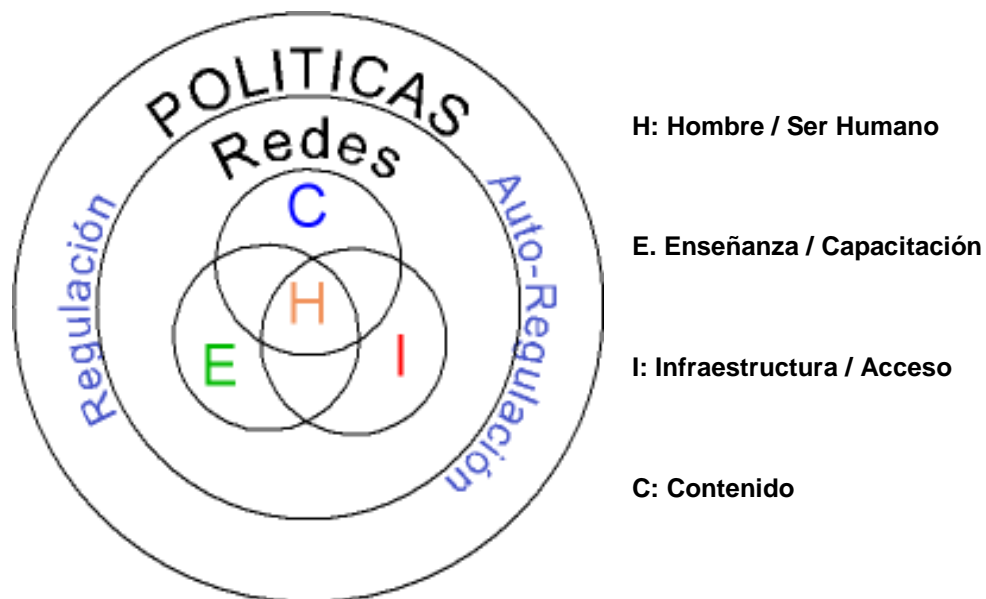 POLITICAS
Redes
Regulación
Auto-Regulación
C
H
E
I
H: Hombre / Ser Humano
E. Enseñanza / Capacitación
I: Infraestructura / Acceso
C: Contenido